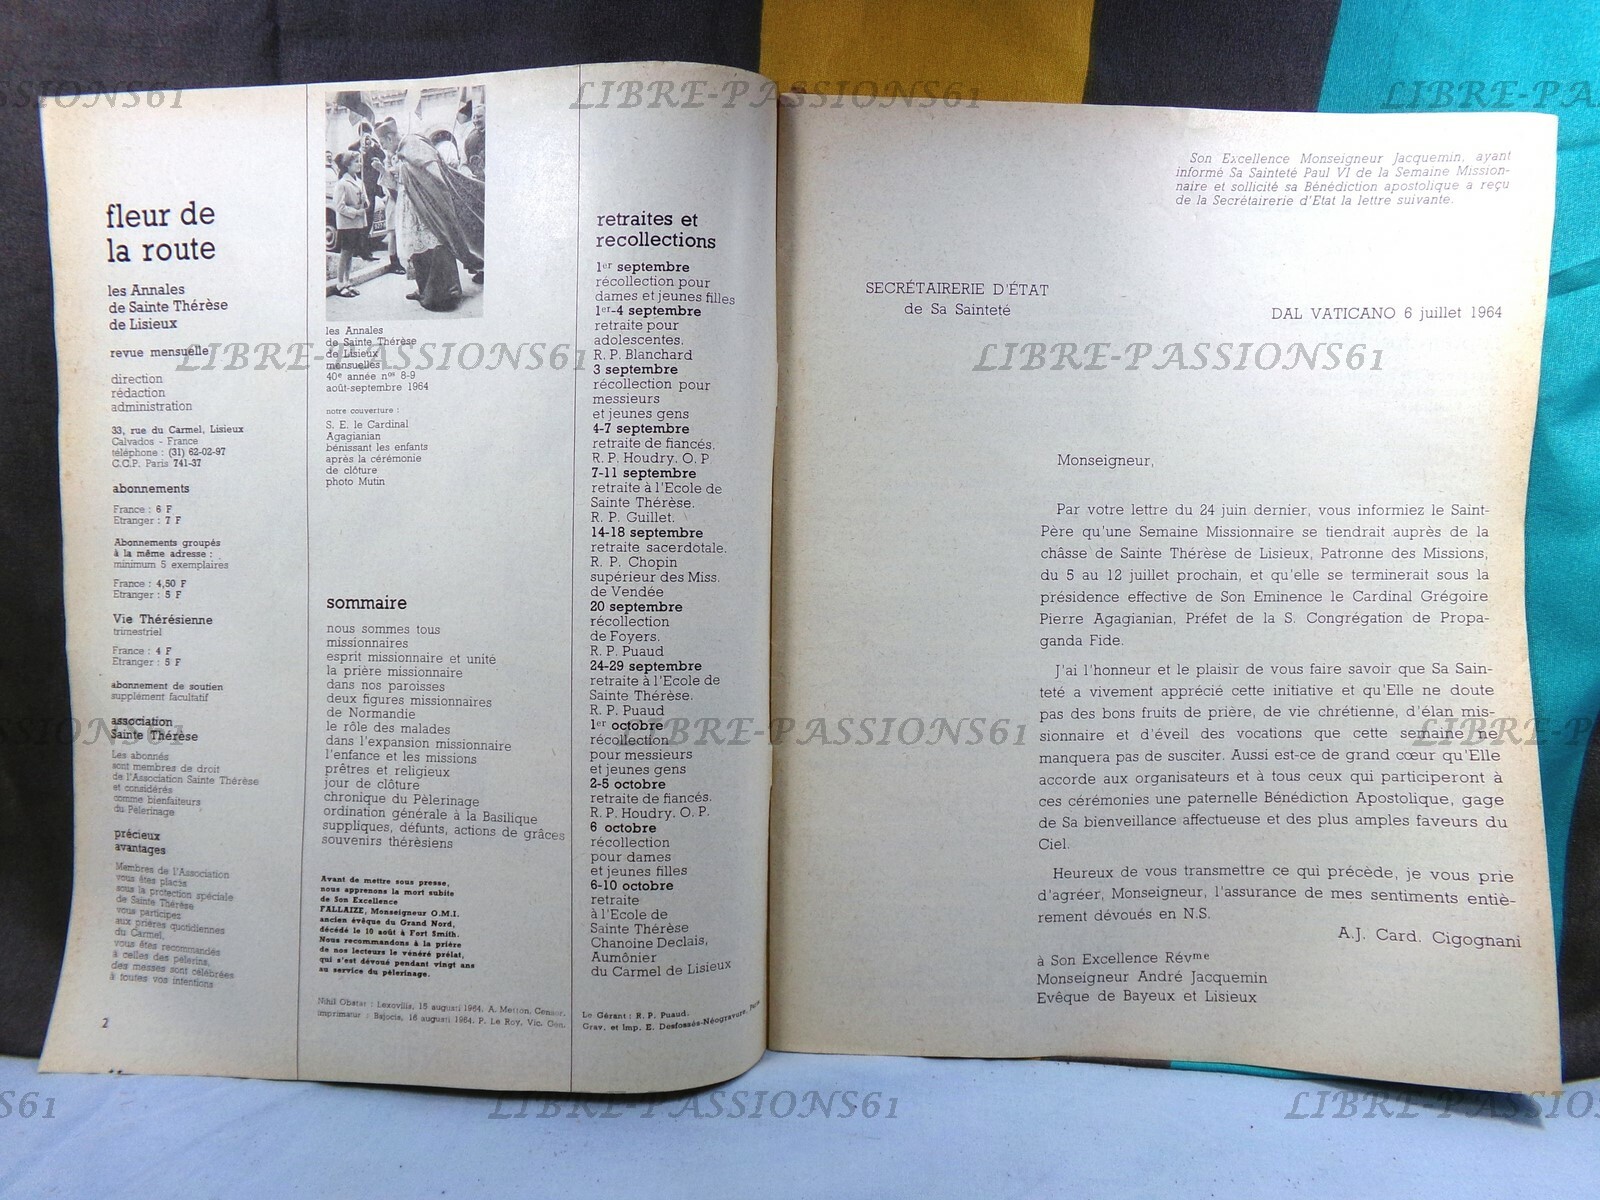 fleur de
la route
les Annales
de Sainte Thérèse
de Lisieux
revue mensuelle
direction
rédaction
administration
33, rue du Carmel, Lisieux
Calvados - France
téléphone : (31) 62-02-97
C.C.P. Paris 741-37
abonnements
France : 6 F
Etranger : 7 F
Abonnements groupés
à la même adresse :
minimum 5 exemplaires
France : 4,50 F
Etranger : 5 F
Vie Thérésienne
trimestriel
France : 4 F
Etranger : 5 F
abonnement de soutien
supplément facultatif
association
Sainte Thérèse
Les abonnés
sont membres de droit
de l'Association Sainte Thérèse
et considérés
comme bienfaiteurs
du Pèlerinage
précieux
avantages
Membres de l'Association
vous êtes placés
sous la protection spéciale
de Sainte Thérèse
vous participez
aux prières quotidiennes
du Carmel,
vous êtes recommandés
à celles des pèlerins,
des messes sont célébrées
à toutes vos intentions
2
les Annales
de Sainte Thérèse
de Lisieux
mensuelles
40e année nos 8-9
août-septembre 1964
notre couverture :
S. E. le Cardinal
Agagianian
bénissant les enfants
après la cérémonie
de clôture
photo Mutin
sommaire
nous sommes tous
missionnaires
esprit missionnaire et unité
la prière missionnaire
dans nos paroisses
deux figures missionnaires
de Normandie
le rôle des malades
dans l'expansion missionnaire
l'enfance et les missions
prêtres et religieux
jour de clôture
chronique du Pèlerinage
ordination générale à la Basilique
suppliques, défunts, actions de grâces
souvenirs thérèsiens
Avant de mettre sous presse,
nous apprenons la mort subite
de Son Excellence
FALLAIZE, Monseigneur O.M.I.
ancien évêque du Grand Nord,
décédé le 10 août à Fort Smith.
Nous recommandons à la prière
de nos lecteurs le vénéré prélat,
qui s'est dévoué pendant vingt ans
au service du pèlerinage.
Nihil Obstat : Lexoviis, 15 augusti 1964, A. Metton, Censor.
imprimatur : Bajocis, 16 augusti 1964, P. Le Roy, Vic. Gén.
retraites et
recollections
1er septembre
récollection pour
dames et jeunes filles
1er-4 septembre
retraite pour
adolescentes.
R. P. Blanchard
3 septembre
récollection pour
messieurs
et jeunes gens
4-7 septembre
retraite de fiancés.
R. P. Houdry. O. P
7-11 septembre
retraite à l'Ecole de
Sainte Thérèse.
R. P. Guillet.
14-18 septembre
retraite sacerdotale.
R. P. Chopin
supérieur des Miss.
de Vendée
20 septembre
récollection
de Foyers.
R. P. Puaud
24-29 septembre
retraite à l'Ecole de
Sainte Thérèse.
R. P. Puaud
1er octobre
récollection
pour messieurs
et jeunes gens
2-5 octobre
retraite de fiancés.
R. P. Houdry. O. P.
6 octobre
récollection
pour dames
et jeunes filles
6-10 octobre
retraite
à l'Ecole de
Sainte Thérèse
Chanoine Declais,
Aumônier
du Carmel de Lisieux
Le Gérant : R. P. Puaud.
Grav. et Imp. E. Desfossés-Néogravure, Paris
Son Excellence Monseigneur Jacquemin, ayant
informé Sa Sainteté Paul VI de la Semaine Mission-
naire et sollicité sa Bénédiction apostolique a reçu
de la Secrétairerie d'Etat la lettre suivante.
SECRÉTAIRERIE D'ÉTAT
de Sa Sainteté
DAL VATICANO 6 juillet 1964
Monseigneur,
Par votre lettre du 24 juin dernier, vous informiez le Saint-
Père qu'une Semaine Missionnaire se tiendrait auprès de la
châsse de Sainte Thérèse de Lisieux, Patronne des Missions,
du 5 au 12 juillet prochain, et qu'elle se terminerait sous la
présidence effective de Son Eminence le Cardinal Grégoire
Pierre Agagianian, Préfet de la S. Congrégation de Propa-
ganda Fide.
J'ai l'honneur et le plaisir de vous faire savoir que Sa Sain-
teté a vivement apprécié cette initiative et qu'Elle ne doute
pas des bons fruits de prière, de vie chrétienne, d'élan mis-
sionnaire et d'éveil des vocations que cette semaine ne
manquera pas de susciter. Aussi est-ce de grand cœur qu'Elle
accorde aux organisateurs et à tous ceux qui participeront à
ces cérémonies une paternelle Bénédiction Apostolique, gage
de Sa bienveillance affectueuse et des plus amples faveurs du
Ciel.
Heureux de vous transmettre ce qui précède, je vous prie
d'agréer, Monseigneur, l'assurance de mes sentiments entiè-
rement dévoués en N.S.
A.J. Card. Cigognani
à Son Excellence Révme
Monseigneur André Jacquemin
Evêque de Bayeux et Lisieux
LIBRE-PASSIONS61